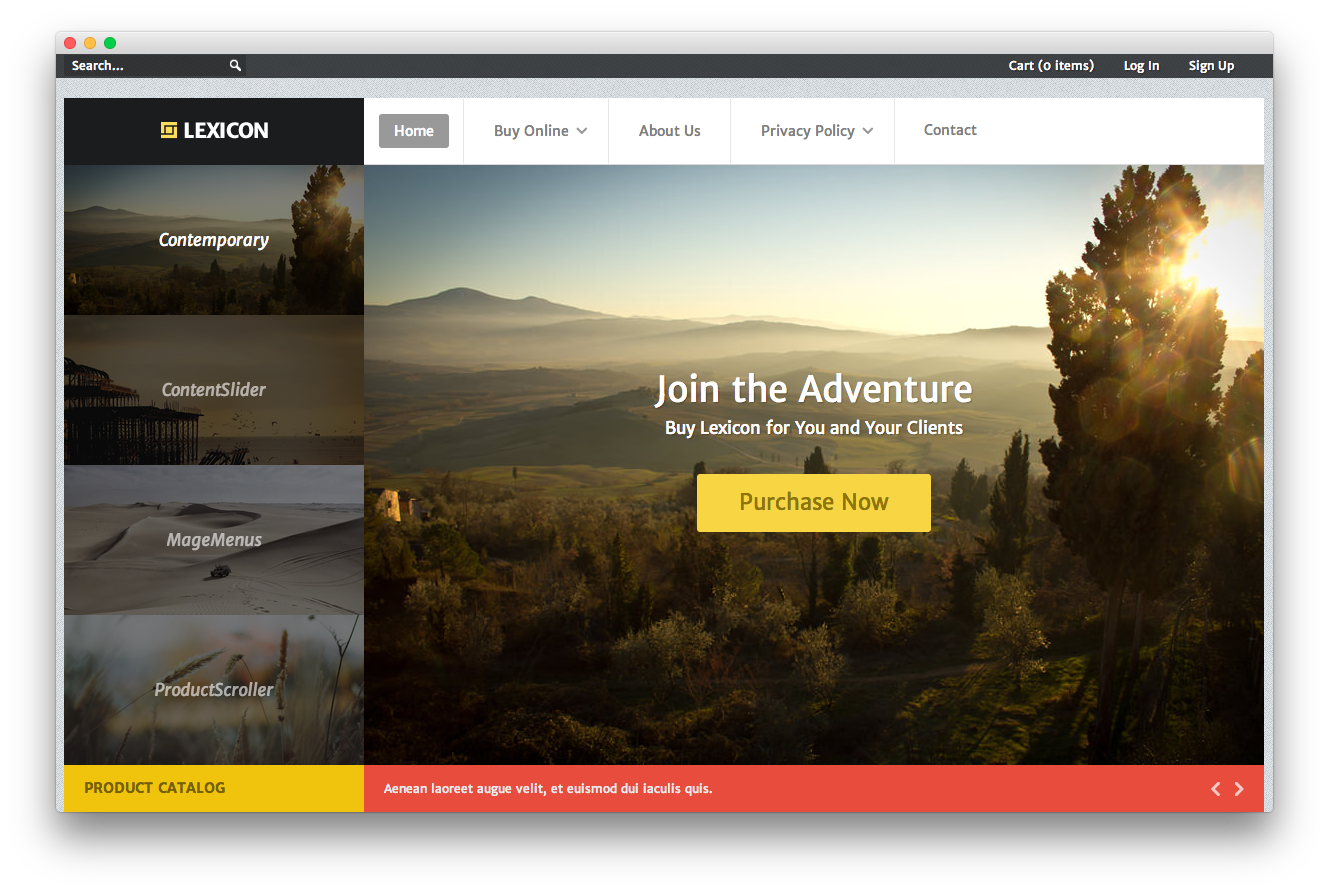 Search...
Cart (0 items)
Log In
Sign Up
LEXICON
Home
Buy Online
About Us
Privacy Policy
Contact
Contemporary
ContentSlider
MageMenus
ProductScroller
Join the Adventure
Buy Lexicon for You and Your Clients
Purchase Now
PRODUCT CATALOG
Aenean laoreet augue velit, et euismod dui iaculis quis.